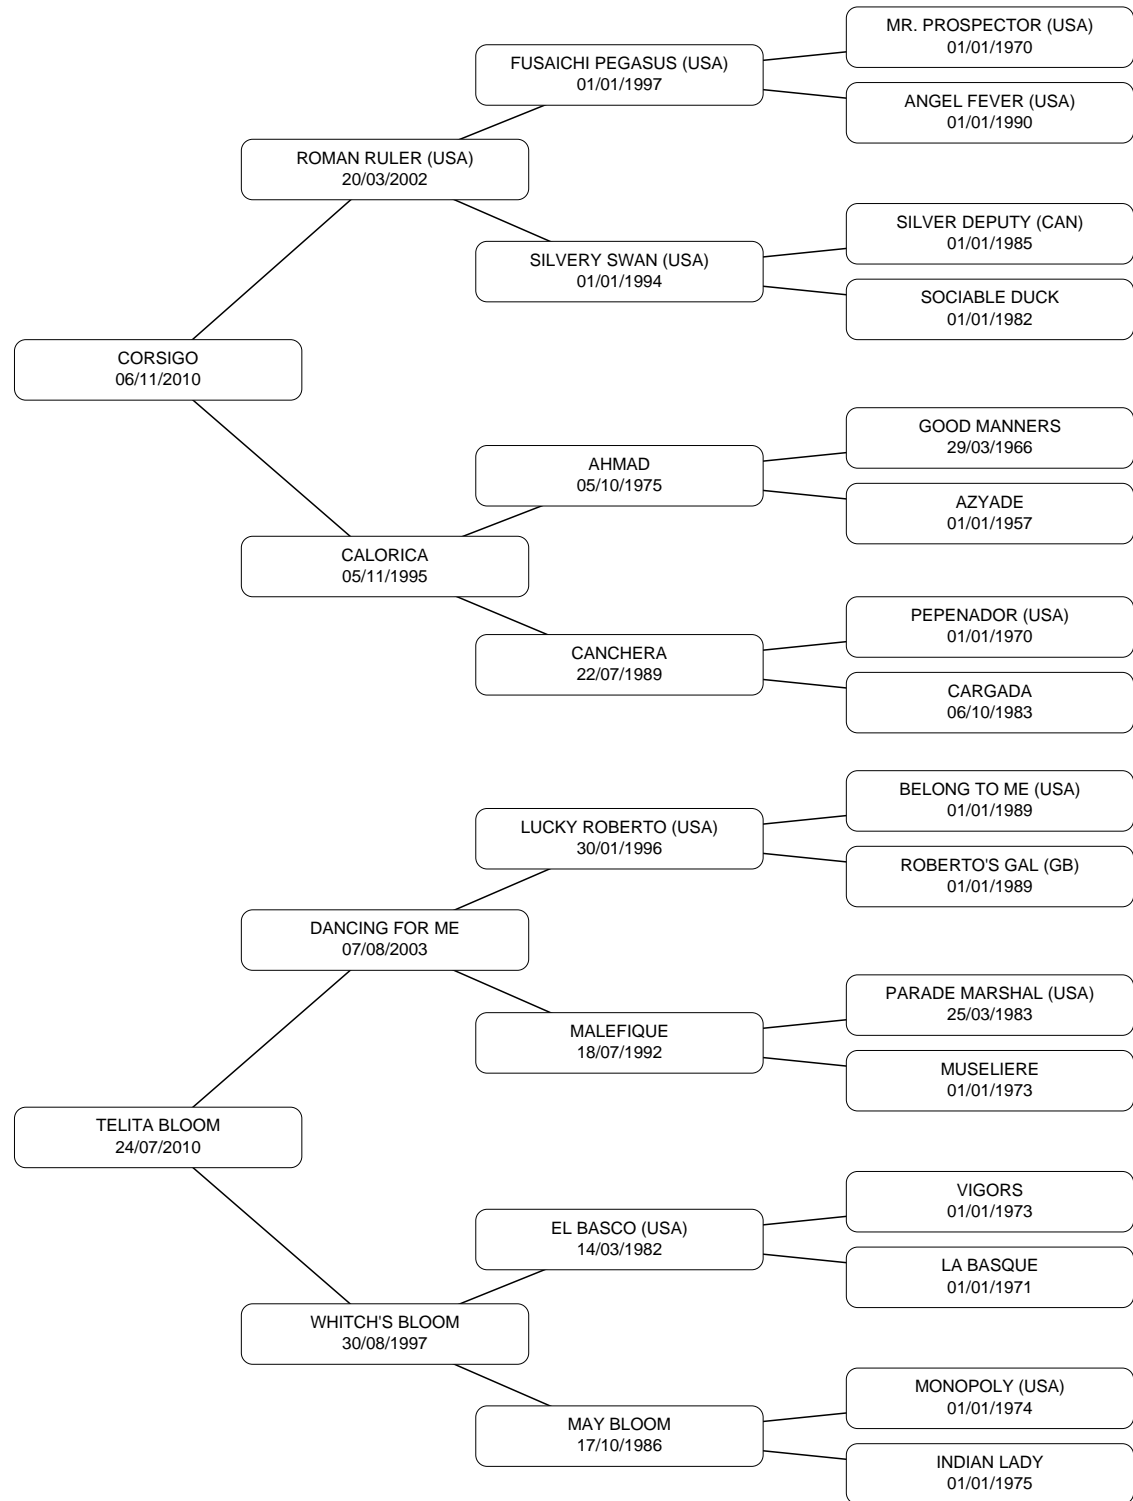 MR. PROSPECTOR (USA)
01/01/1970
FUSAICHI PEGASUS (USA)
01/01/1997
ANGEL FEVER (USA)
01/01/1990
ROMAN RULER (USA)
20/03/2002
SILVER DEPUTY (CAN)
01/01/1985
SILVERY SWAN (USA)
01/01/1994
SOCIABLE DUCK
01/01/1982
CORSIGO
06/11/2010
GOOD MANNERS
29/03/1966
AHMAD
05/10/1975
AZYADE
01/01/1957
CALORICA
05/11/1995
PEPENADOR (USA)
01/01/1970
CANCHERA
22/07/1989
CARGADA
06/10/1983
BELONG TO ME (USA)
01/01/1989
LUCKY ROBERTO (USA)
30/01/1996
ROBERTO'S GAL (GB)
01/01/1989
DANCING FOR ME
07/08/2003
PARADE MARSHAL (USA)
25/03/1983
MALEFIQUE
18/07/1992
MUSELIERE
01/01/1973
TELITA BLOOM
24/07/2010
VIGORS
01/01/1973
EL BASCO (USA)
14/03/1982
LA BASQUE
01/01/1971
WHITCH'S BLOOM
30/08/1997
MONOPOLY (USA)
01/01/1974
MAY BLOOM
17/10/1986
INDIAN LADY
01/01/1975